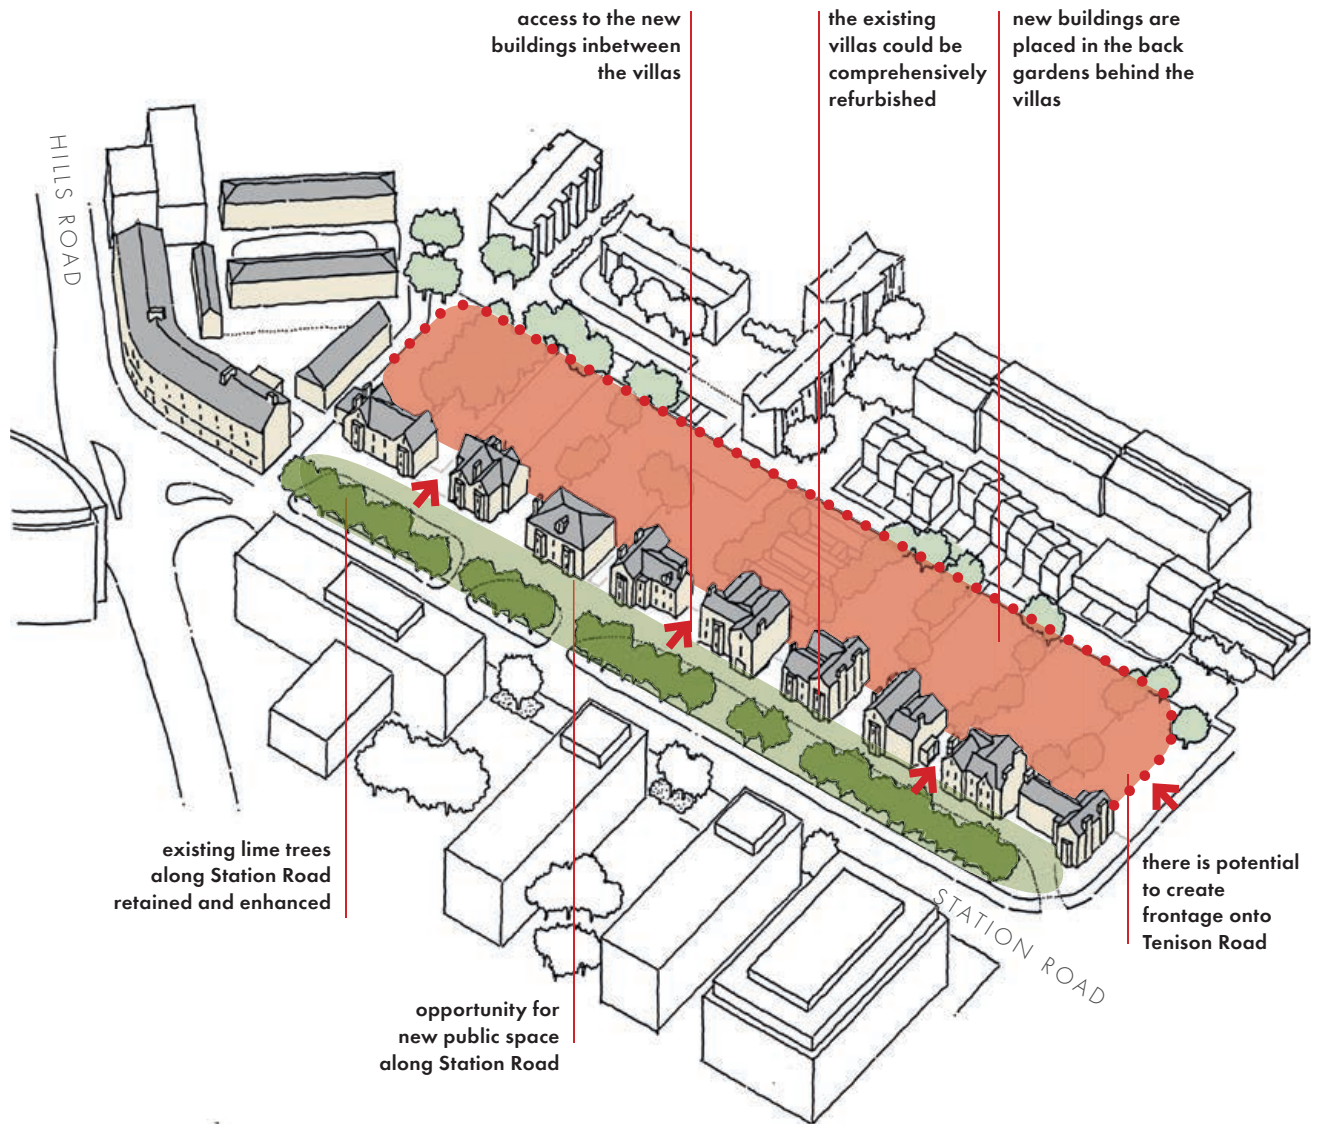 access to the new
buildings inbetween
the villas
the existing
villas could be
comprehensively
refurbished
new buildings are
placed in the back
gardens behind the
villas
HILLS ROAD
existing lime trees
along Station Road
retained and enhanced
opportunity for
new public space
along Station Road
STATION ROAD
there is potential
to create
frontage onto
Tenison Road